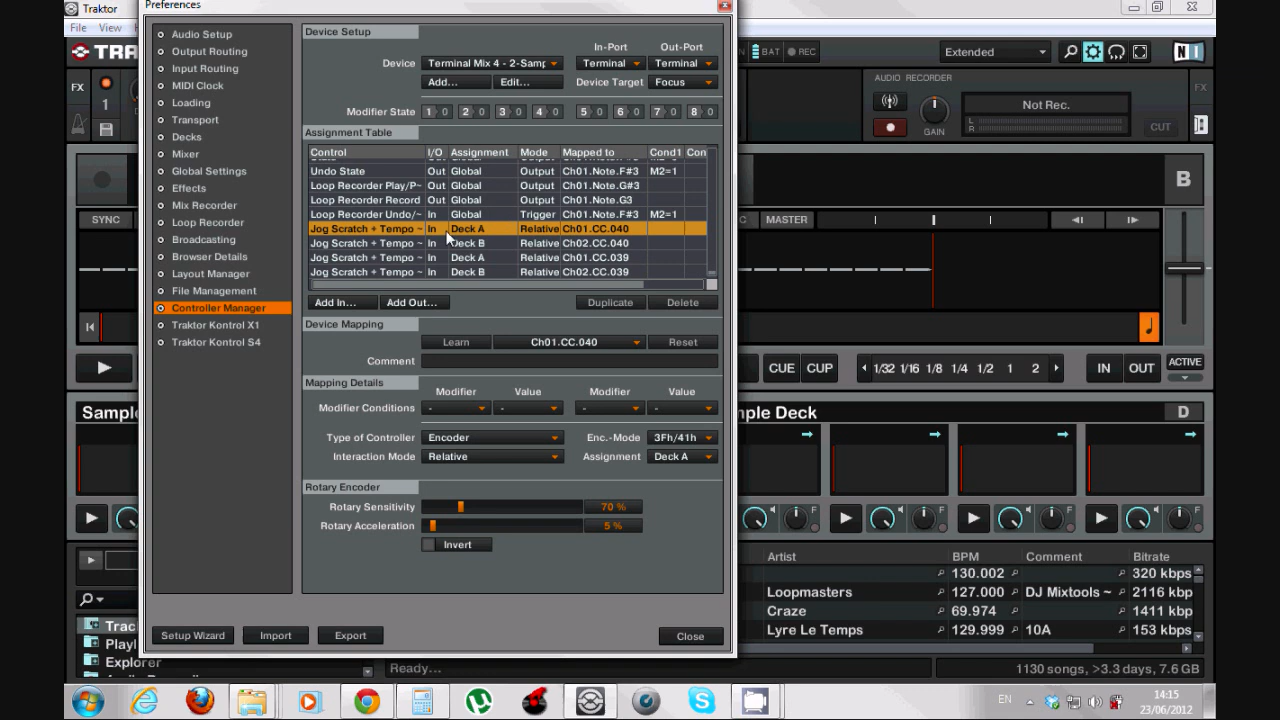 Traktor
Preferences
File View
TRA
BAT REC
Extended
NI
FX
1
AUDIO RECORDER
Not Rec.
GAIN
L
R
CUT
FX
SYNC
C MASTER
B
CUE CUP
1/32 1/16 1/8 1/4 1/2 1 2
IN OUT
ACTIVE
Sample
mple Deck
D
F
F
F
F
Audio Setup
Output Routing
Input Routing
MIDI Clock
Loading
Transport
Decks
Mixer
Global Settings
Effects
Mix Recorder
Loop Recorder
Broadcasting
Browser Details
Layout Manager
File Management
Controller Manager
Traktor Kontrol X1
Traktor Kontrol S4
Device Setup
In-Port Out-Port
Device Terminal Mix 4 - 2-Samp Terminal Terminal
Add... Edit... Device Target Focus
Modifier State 1 0 2 0 3 0 4 0 5 0 6 0 7 0 8 0
Assignment Table
Control I/O Assignment Mode Mapped to Cond1 Con
Undo State Out Global Output Ch01.Note.F#3 M2=1
Loop Recorder Play/P~ Out Global Output Ch01.Note.G#3
Loop Recorder Record Out Global Output Ch01.Note.G3
Loop Recorder Undo/~ In Global Trigger Ch01.Note.F#3 M2=1
Jog Scratch + Tempo ~ In Deck A Relative Ch01.CC.040
Jog Scratch + Tempo ~ In Deck B Relative Ch02.CC.040
Jog Scratch + Tempo ~ In Deck A Relative Ch01.CC.039
Jog Scratch + Tempo ~ In Deck B Relative Ch02.CC.039
Add In... Add Out... Duplicate Delete
Device Mapping
Learn Ch01.CC.040 Reset
Comment
Mapping Details
Modifier Value Modifier Value
Modifier Conditions - - - -
Type of Controller Encoder Enc.-Mode 3Fh/41h
Interaction Mode Relative Assignment Deck A
Rotary Encoder
Rotary Sensitivity 70 %
Rotary Acceleration 5 %
Invert
Setup Wizard Import Export Close
Artist BPM Comment Bitrate
130.002 320 kbps
Loopmasters 127.000 DJ Mixtools ~ 2116 kbp
Craze 69.974 1411 kbp
Lyre Le Temps 129.999 10A 153 kbps
Trac
Playl
Explorer
Ready...
1130 songs, >3.3 days, 7.6 GB
EN
14:15
23/06/2012